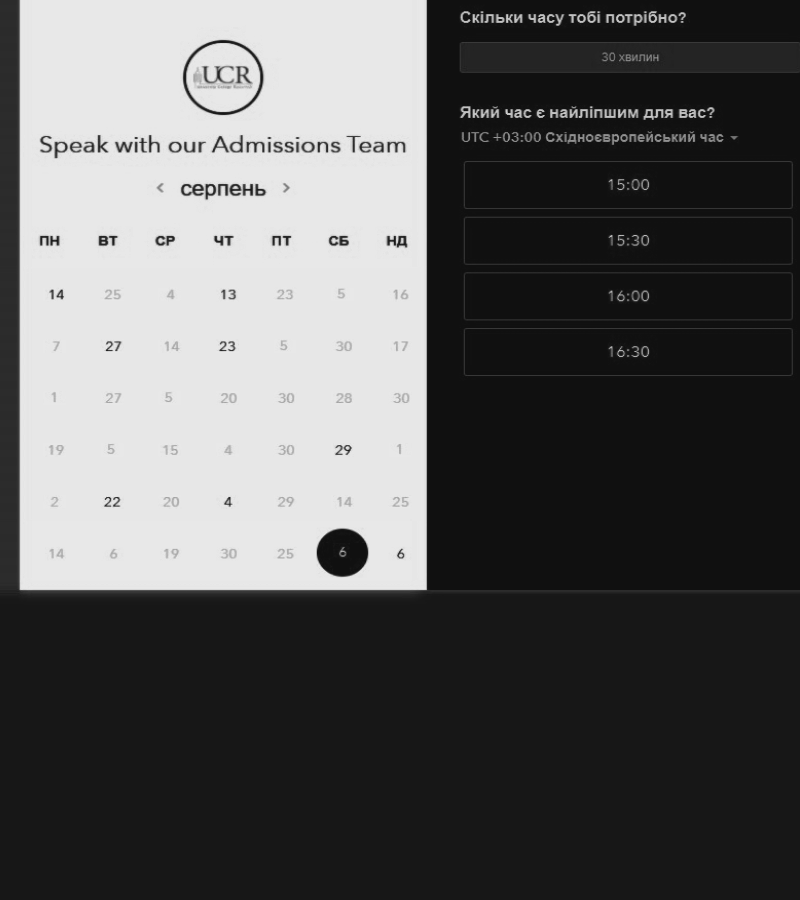 UCR
Speak with our Admissions Team
< серпень >
ПН ВТ СР ЧТ ПТ СБ НД
14 25 4 13 23 5 16
7 27 14 23 5 30 17
1 27 5 20 30 28 30
19 5 15 4 30 29 1
2 22 20 4 29 14 25
14 6 19 30 25 6 6
Скільки часу тобі потрібно?
30 хвилин
Який час є найліпшим для вас?
UTC +03:00 Східноєвропейський час
15:00
15:30
16:00
16:30